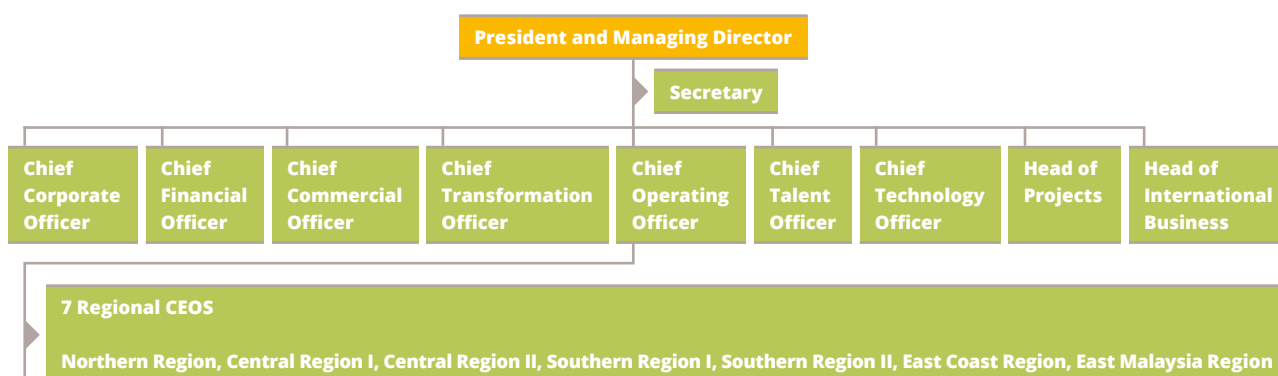 President and Managing Director
Secretary
Chief
Corporate
Officer
Chief
Financial
Officer
Chief
Commercial
Officer
Chief
Transformation
Officer
Chief
Operating
Officer
Chief
Talent
Officer
Chief
Technology
Officer
Head of
Projects
Head of
International
Business
7 Regional CEOS
Northern Region, Central Region I, Central Region II, Southern Region I, Southern Region II, East Coast Region, East Malaysia Region